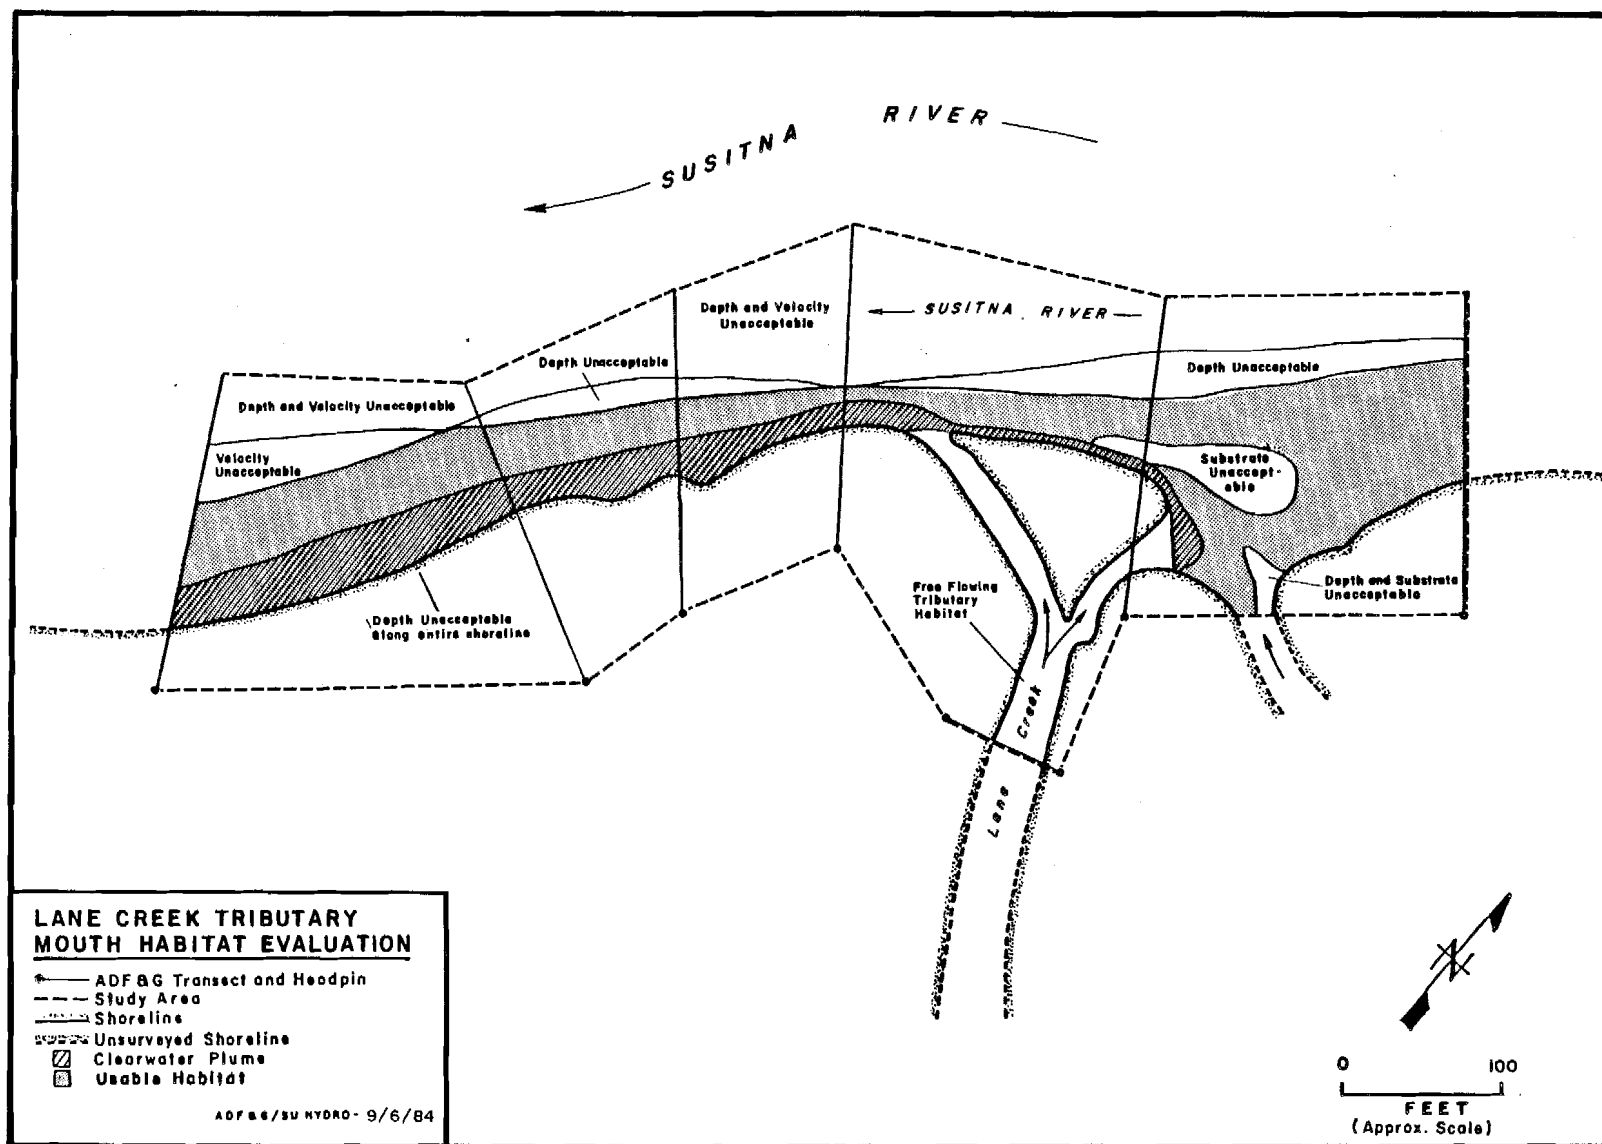 SUSITNA RIVER
Depth and Velocity
Unacceptable
SUSITNA RIVER
Depth Unacceptable
Depth Unacceptable
Depth and Velocity Unacceptable
Velocity
Unacceptable
Substrate
Unaccept-
able
Depth and Substrate
Unacceptable
Free Flowing
Tributary
Habitat
Depth Unacceptable
along entire shoreline
Lane Creek
LANE CREEK TRIBUTARY
MOUTH HABITAT EVALUATION
ADF&G Transect and Headpin
Study Area
Shoreline
Unsurveyed Shoreline
Clearwater Plume
Usable Habitat
ADF&G/SU HYDRO - 9/6/84
N
0 100
FEET
(Approx. Scale)